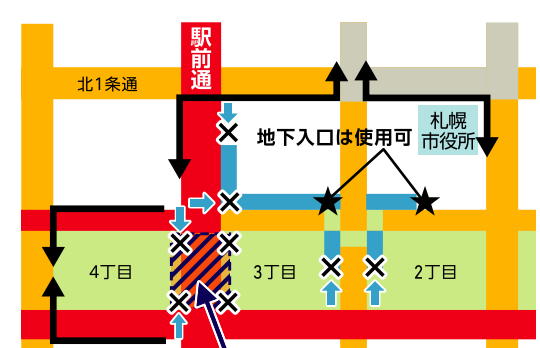 駅前通
北1条通
札幌
市役所
地下入口は使用可
4丁目
3丁目
2丁目